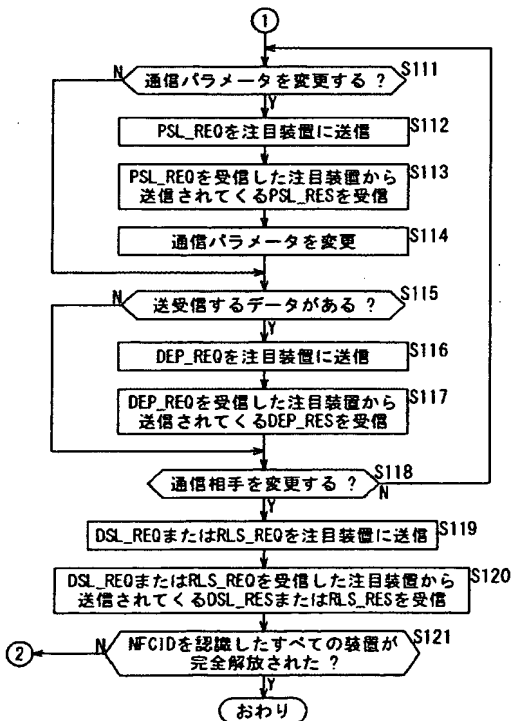 1
通信パラメータを変更する ? S111
N
Y
PSL_REQを注目装置に送信 S112
PSL_REQを受信した注目装置から S113
送信されてくるPSL_RESを受信
通信パラメータを変更 S114
送受信するデータがある ? S115
N
Y
DEP_REQを注目装置に送信 S116
DEP_REQを受信した注目装置から S117
送信されてくるDEP_RESを受信
通信相手を変更する ? S118
N
Y
DSL_REQまたはRLS_REQを注目装置に送信 S119
DSL_REQまたはRLS_REQを受信した注目装置から S120
送信されてくるDSL_RESまたはRLS_RESを受信
NFCIDを認識したすべての装置が S121
完全解放された ?
2
N
Y
おわり